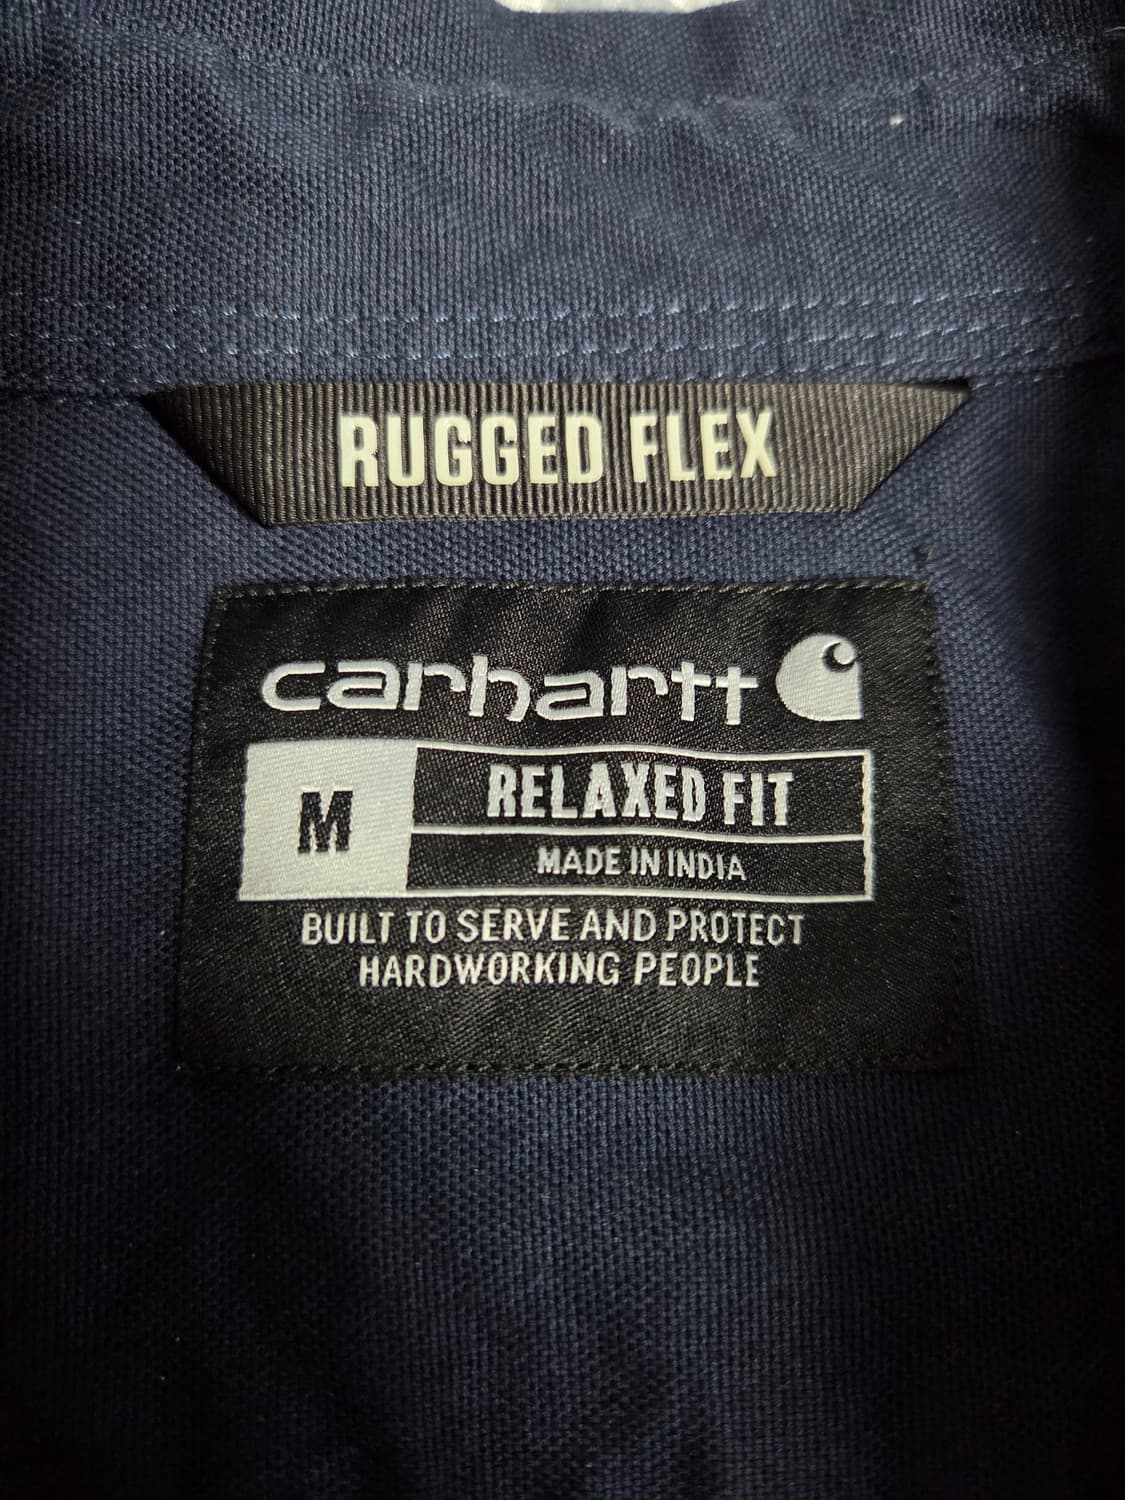 RUGGED FLEX
carhartt
M
RELAXED FIT
MADE IN INDIA
BUILT TO SERVE AND PROTECT
HARDWORKING PEOPLE